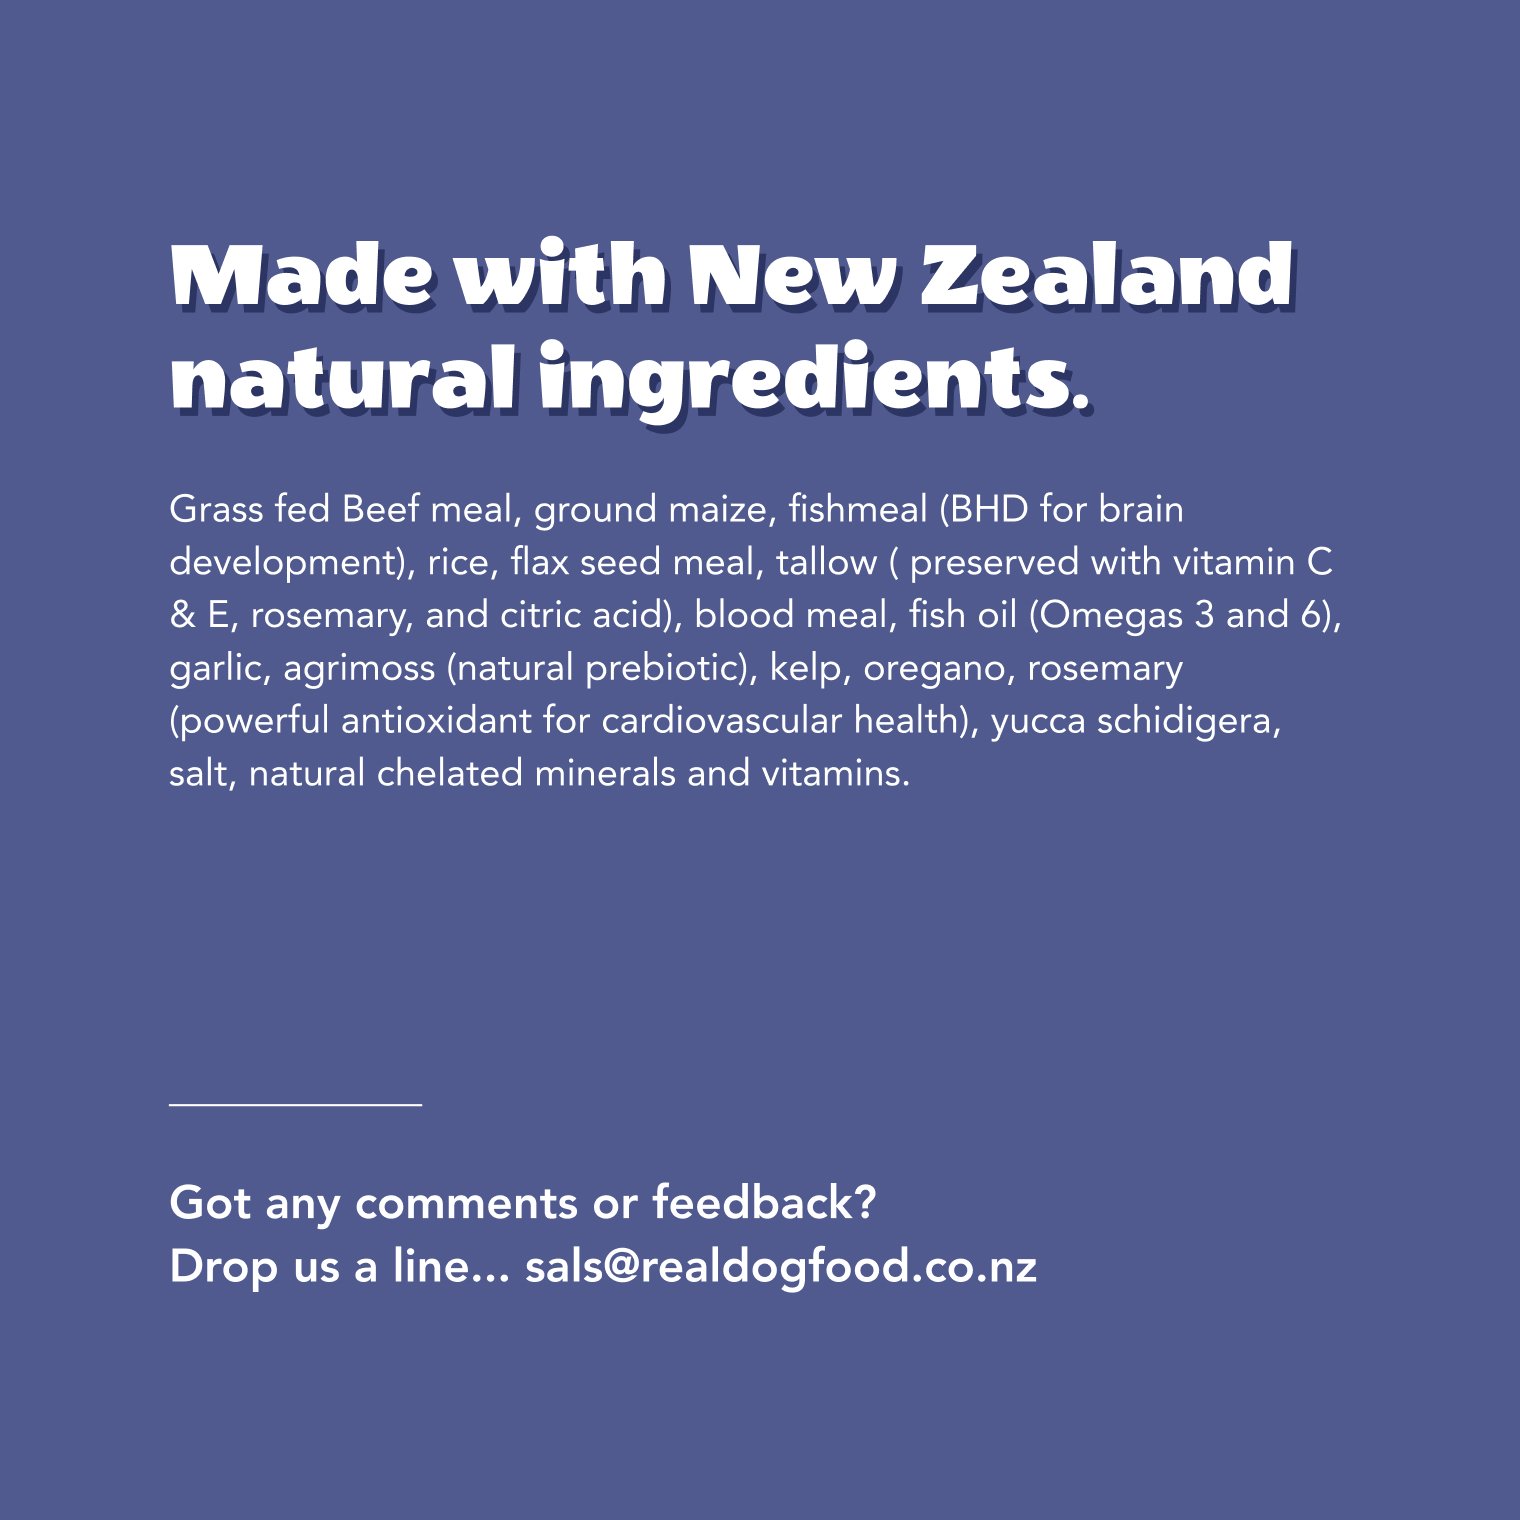 Made with New Zealand
natural ingredients.
Grass fed Beef meal, ground maize, fishmeal (BHD for brain
development), rice, flax seed meal, tallow ( preserved with vitamin C
& E, rosemary, and citric acid), blood meal, fish oil (Omegas 3 and 6),
garlic, agrimoss (natural prebiotic), kelp, oregano, rosemary
(powerful antioxidant for cardiovascular health), yucca schidigera,
salt, natural chelated minerals and vitamins.
Got any comments or feedback?
Drop us a line... sals@realdogfood.co.nz